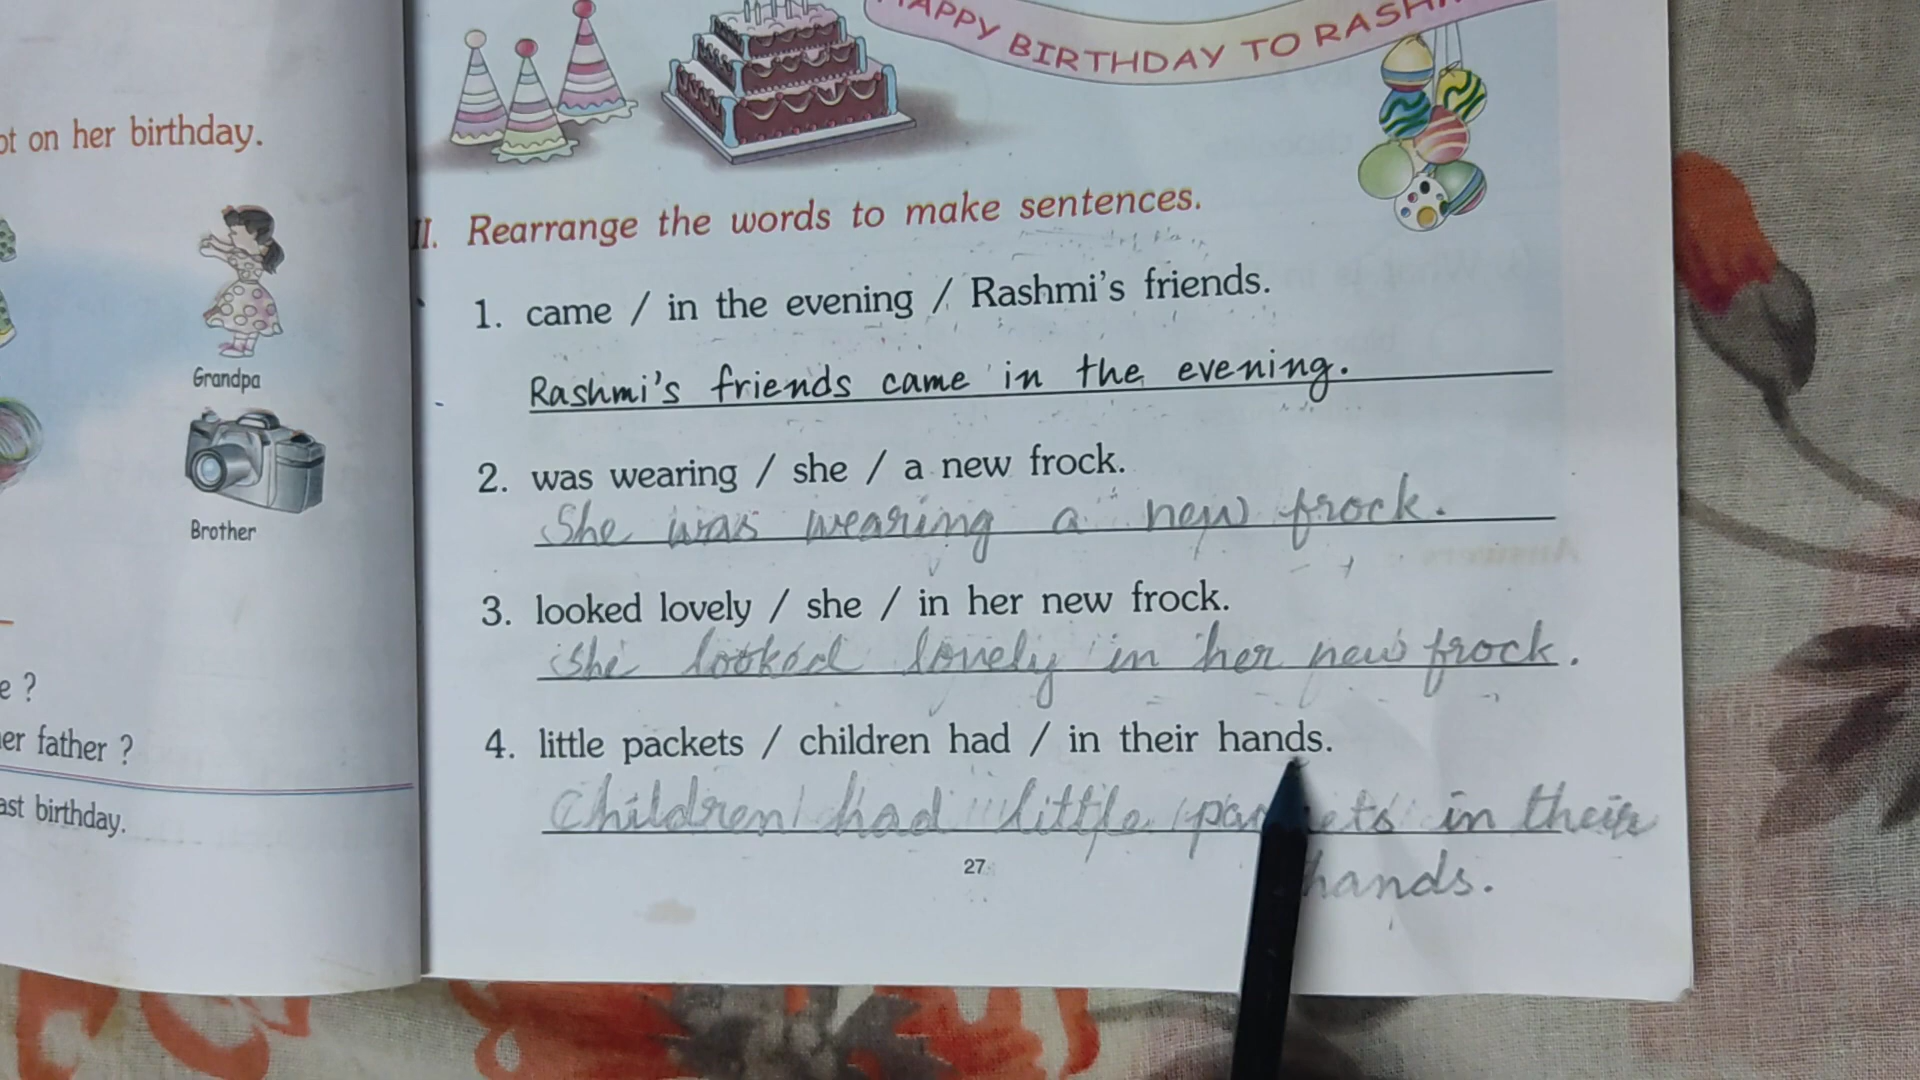 ot on her birthday.
Grandpa
Brother
e ?
er father ?
ast birthday.
APPY BIRTHDAY TO RASH
II. Rearrange the words to make sentences.
1. came / in the evening / Rashmi's friends.
Rashmi's friends came in the evening.
2. was wearing / she / a new frock.
She was wearing a new frock.
3. looked lovely / she / in her new frock.
She looked lovely in her new frock.
4. little packets / children had / in their hands.
Children had little pa ets in their
hands.
27